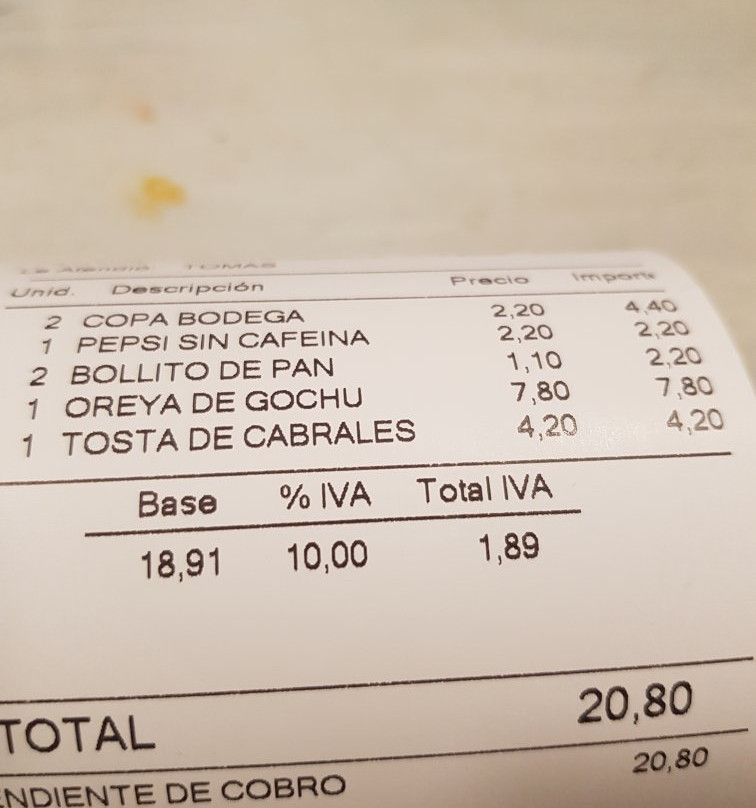 TOMAS
Unid. Descripción Precio Importe
2 COPA BODEGA 2,20 4,40
1 PEPSI SIN CAFEINA 2,20 2,20
2 BOLLITO DE PAN 1,10 2,20
1 OREYA DE GOCHU 7,80 7,80
1 TOSTA DE CABRALES 4,20 4,20
Base % IVA Total IVA
18,91 10,00 1,89
TOTAL 20,80
ENDIENTE DE COBRO 20,80